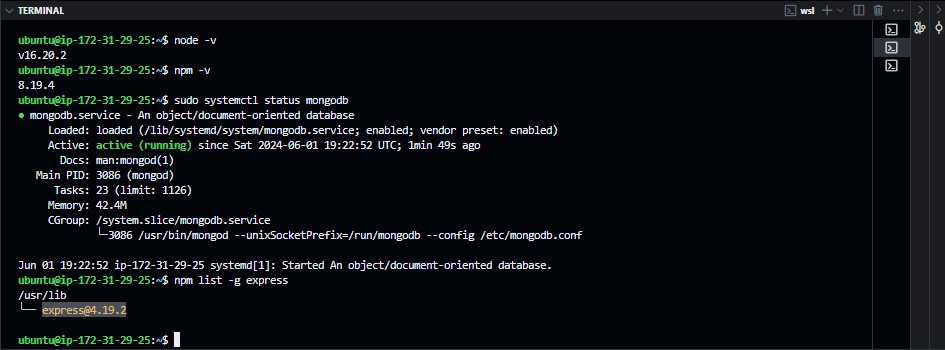 TERMINAL
wsl
ubuntu@ip-172-31-29-25:~$ node -v
v16.20.2
ubuntu@ip-172-31-29-25:~$ npm -v
8.19.4
ubuntu@ip-172-31-29-25:~$ sudo systemctl status mongodb
● mongodb.service - An object/document-oriented database
Loaded: loaded (/lib/systemd/system/mongodb.service; enabled; vendor preset: enabled)
Active: active (running) since Sat 2024-06-01 19:22:52 UTC; 1min 49s ago
Docs: man:mongod(1)
Main PID: 3086 (mongod)
Tasks: 23 (limit: 1126)
Memory: 42.4M
CGroup: /system.slice/mongodb.service
└─3086 /usr/bin/mongod --unixSocketPrefix=/run/mongodb --config /etc/mongodb.conf
Jun 01 19:22:52 ip-172-31-29-25 systemd[1]: Started An object/document-oriented database.
ubuntu@ip-172-31-29-25:~$ npm list -g express
/usr/lib
└── express@4.19.2
ubuntu@ip-172-31-29-25:~$